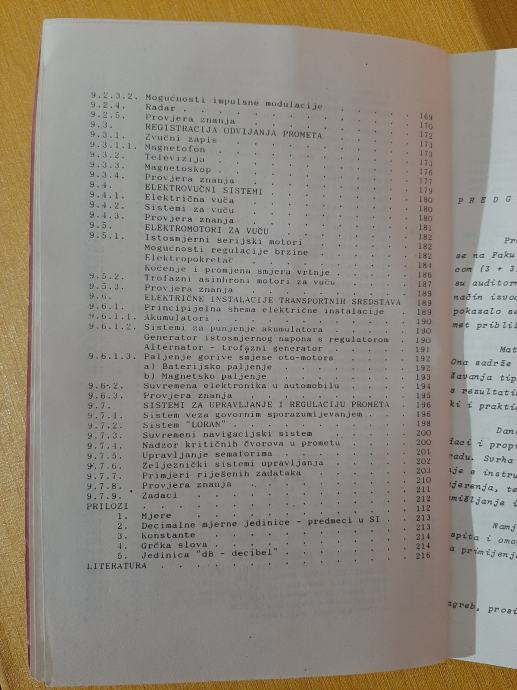 9.2.3.2. Mogućnosti impulsne modulacije . . . . . 169
9.2.4. Radar . . . . . 170
9.2.5. Provjera znanja . . . . . 172
9.3. REGISTRACIJA ODVIJANJA PROMETA . . . . . 173
9.3.1. Zvučni zapis . . . . . 173
9.3.1.1. Magnetofon . . . . . 173
9.3.2. Televizija . . . . . 176
9.3.3. Magnetoskop . . . . . 177
9.3.4. Provjera znanja . . . . . 179
9.4. ELEKTROVUČNI SISTEMI . . . . . 180
9.4.1. Električna vuča . . . . . 180
9.4.2. Sistemi za vuču . . . . . 180
9.4.3. Provjera znanja . . . . . 181
9.5. ELEKTROMOTORI ZA VUČU . . . . . 182
9.5.1. Istosmjerni serijski motori . . . . . 182
Mogućnosti regulacije brzine . . . . .
Elektropokretač . . . . . 184
Kočenje i promjena smjera vrtnje . . . . . 186
9.5.2. Trofazni asinhroni motori za vuču . . . . . 187
9.5.3. Provjera znanja . . . . . 189
9.6. ELEKTRIČNE INSTALACIJE TRANSPORTNIH SREDSTAVA 189
9.6.1. Principijelna shema električne instalacije 189
9.6.1.1. Akumulatori . . . . . 190
9.6.1.2. Sistemi za punjenje akumulatora . . . . . 190
Generator istosmjernog napona s regulatorom
Alternator - trofazni generator . . . . . 191
9.6.1.3. Paljenje gorive smjese oto-motora . . . . . 192
a) Baterijsko paljenje . . . . .
b) Magnetsko paljenje . . . . . 193
9.6.2. Suvremena elektronika u automobilu . . . . . 194
9.6.3. Provjera znanja . . . . . 195
9.7. SISTEMI ZA UPRAVLJANJE I REGULACIJU PROMETA 196
9.7.1. Sistem veza govornim sporazumijevanjem . . 196
9.7.2. Sistem "LORAN" . . . . . 198
9.7.3. Suvremeni navigacijski sistem . . . . . 200
9.7.4. Nadzor kritičnih čvorova u prometu . . . . . 200
9.7.5. Upravljanje semaforima . . . . . 201
9.7.6. Željeznički sistemi upravljanja . . . . . 202
9.7.7. Primjeri riješenih zadataka . . . . . 203
9.7.8. Provjera znanja . . . . . 210
9.7.9. Zadaci . . . . . 211
PRILOZI . . . . . 212
1. Mjere . . . . . 112
2. Decimalne mjerne jedinice - predmeci u SI . 213
3. Konstante . . . . . 213
4. Grčka slova . . . . . 214
5. Jedinica "dB - decibel" . . . . . 214
LITERATURA . . . . . 216
PREDG
Pr
se na Faku
com (3 + 3
su auditor
način izvo
pokazalo se
met pribli
Mat
Ona sadrže
šavanja tip
s rezultati
ki i prakti
Dan
daci i propi
radu. Svrha
je e instru
jerenja, te
mišljanje i
Namj
spita i omo
a primijen
agreb, prosi